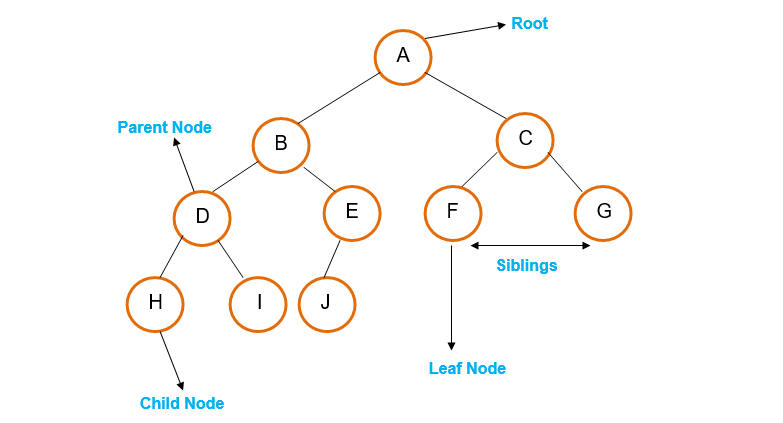 Root
A
Parent Node
B
C
D
E
F
G
Siblings
H
I
J
Leaf Node
Child Node